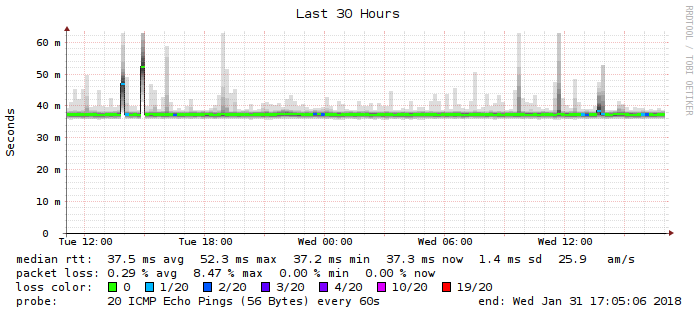 Last 30 Hours
RRDTOOL / TOBI OETIKER
Seconds
60 m
50 m
40 m
30 m
20 m
10 m
0
Tue 12:00 Tue 18:00 Wed 00:00 Wed 06:00 Wed 12:00
median rtt: 37.5 ms avg 52.3 ms max 37.2 ms min 37.3 ms now 1.4 ms sd 25.9 am/s
packet loss: 0.29 % avg 8.47 % max 0.00 % min 0.00 % now
loss color: 0 1/20 2/20 3/20 4/20 10/20 19/20
probe: 20 ICMP Echo Pings (56 Bytes) every 60s end: Wed Jan 31 17:05:06 2018